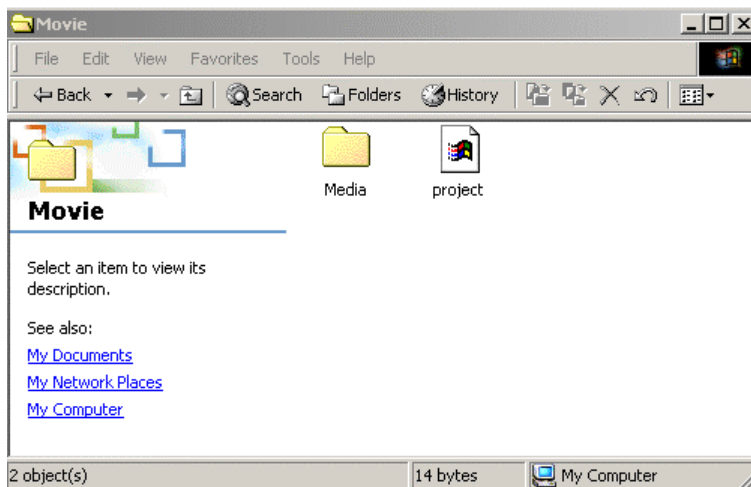 Movie
File Edit View Favorites Tools Help
Back Search Folders History
Media project
Movie
Select an item to view its
description.
See also:
My Documents
My Network Places
My Computer
2 object(s) 14 bytes My Computer